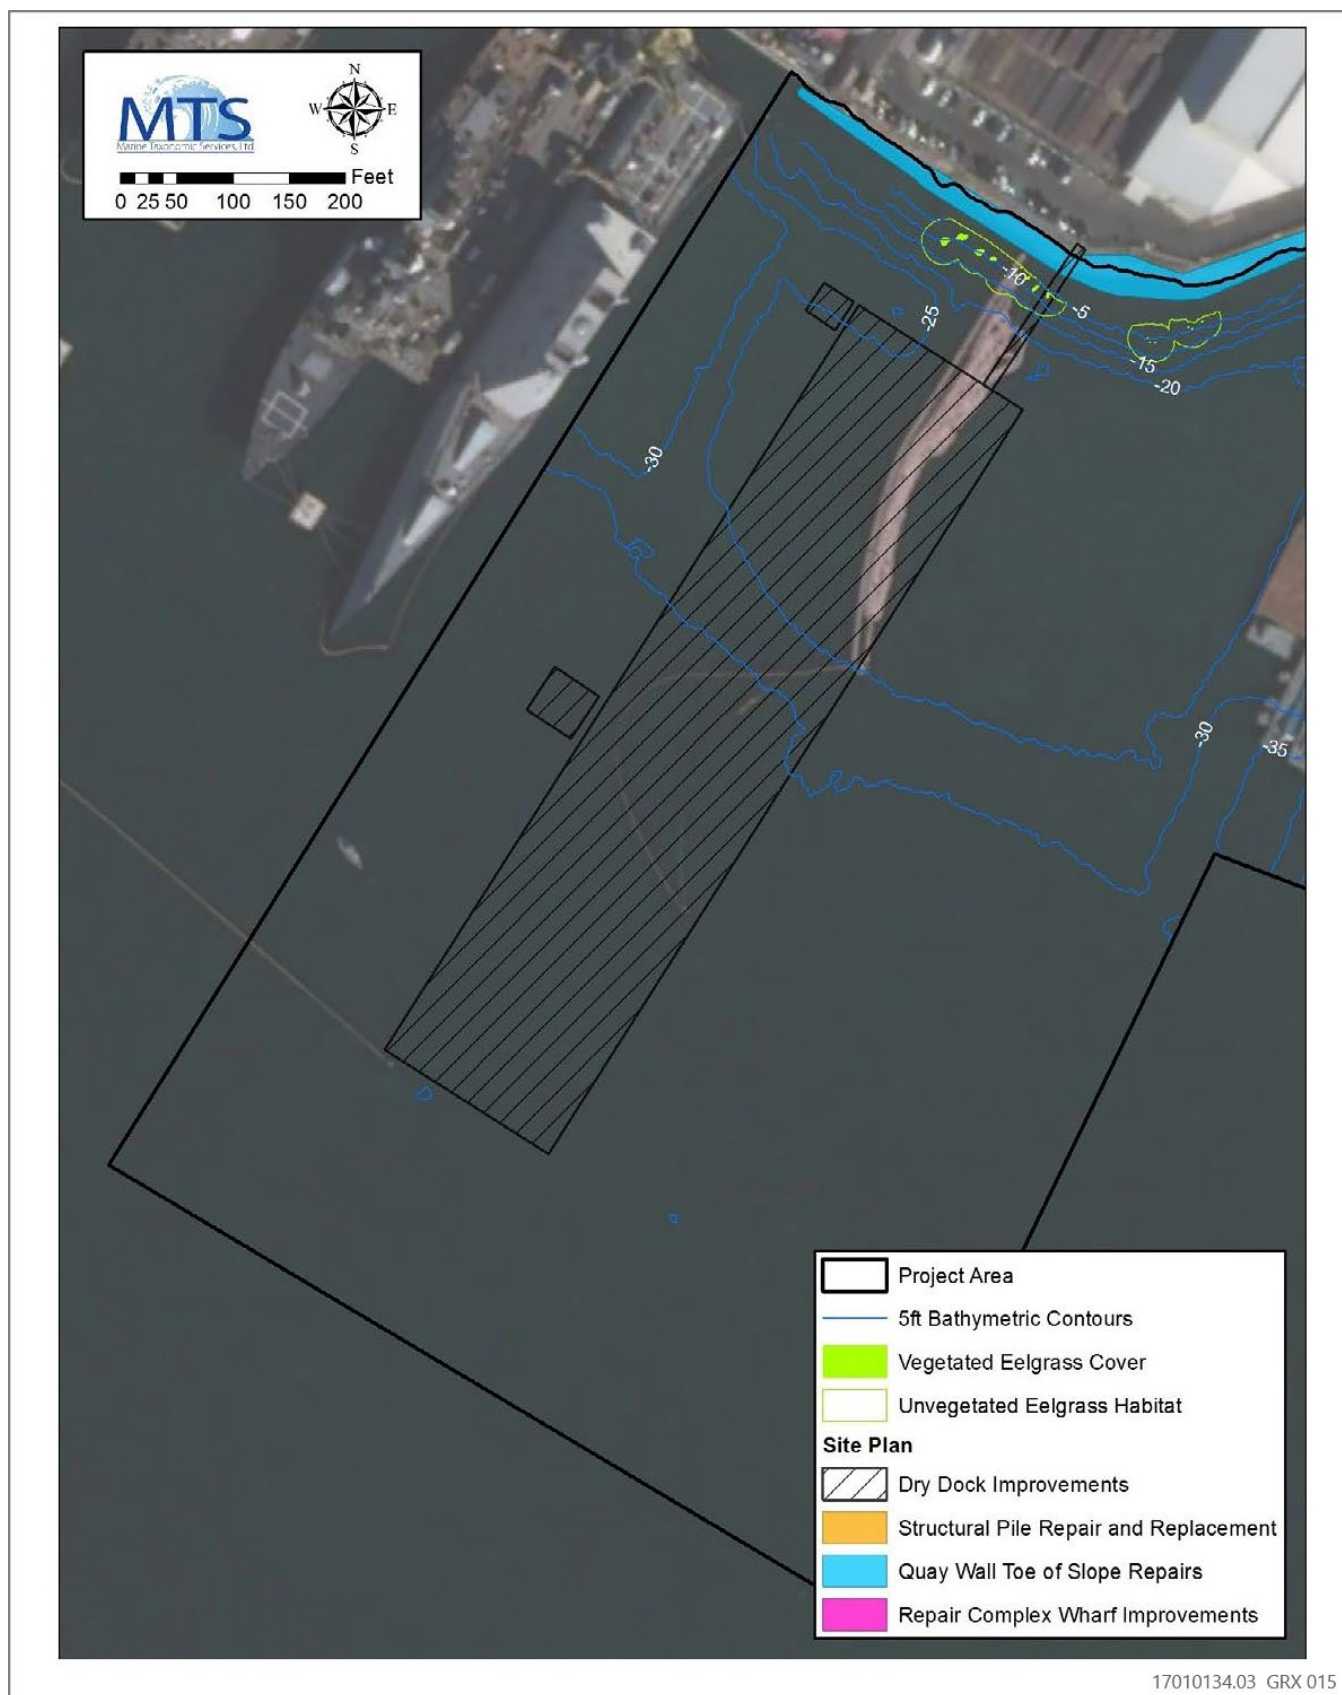 N
W E
S
MTS
Marine Taxonomic Services, Ltd
Feet
0 25 50 100 150 200
-10
-5
-25
-15
-20
-30
-30
-35
Project Area
5ft Bathymetric Contours
Vegetated Eelgrass Cover
Unvegetated Eelgrass Habitat
Site Plan
Dry Dock Improvements
Structural Pile Repair and Replacement
Quay Wall Toe of Slope Repairs
Repair Complex Wharf Improvements
17010134.03 GRX 015